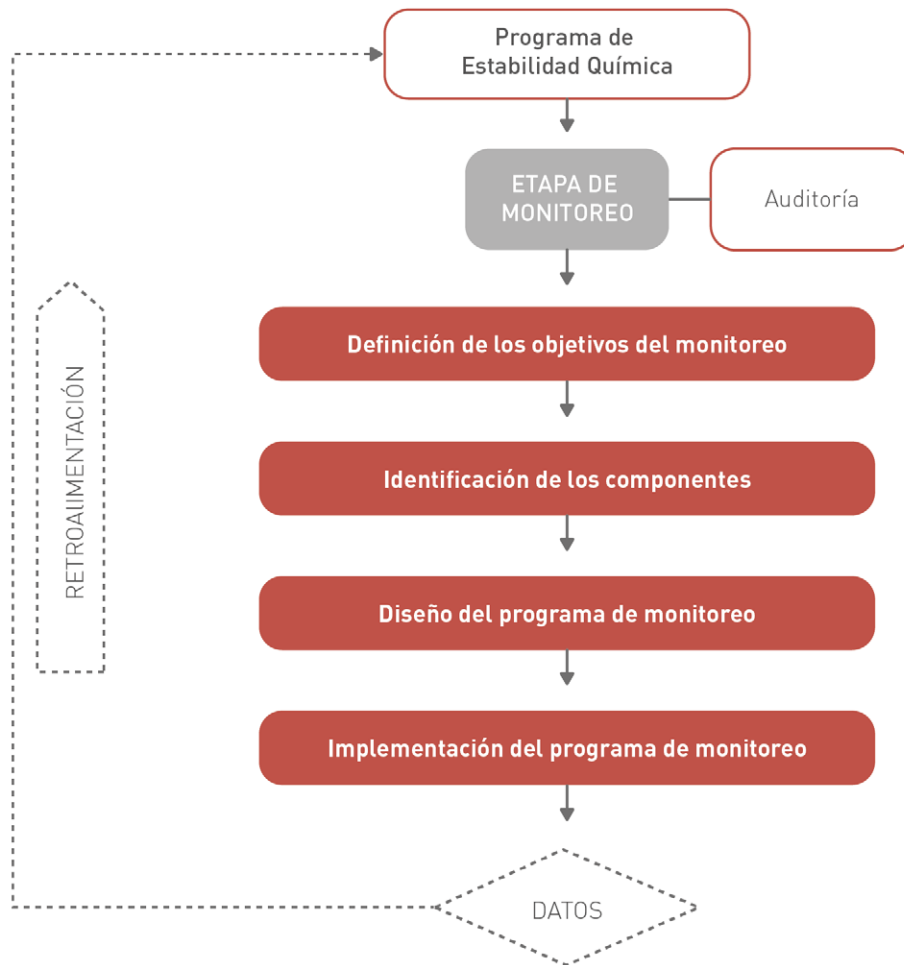 Programa de
Estabilidad Química
ETAPA DE
MONITOREO
Auditoría
Definición de los objetivos del monitoreo
RETROAlIMENTACIÓN
Identificación de los componentes
Diseño del programa de monitoreo
Implementación del programa de monitoreo
DATOS